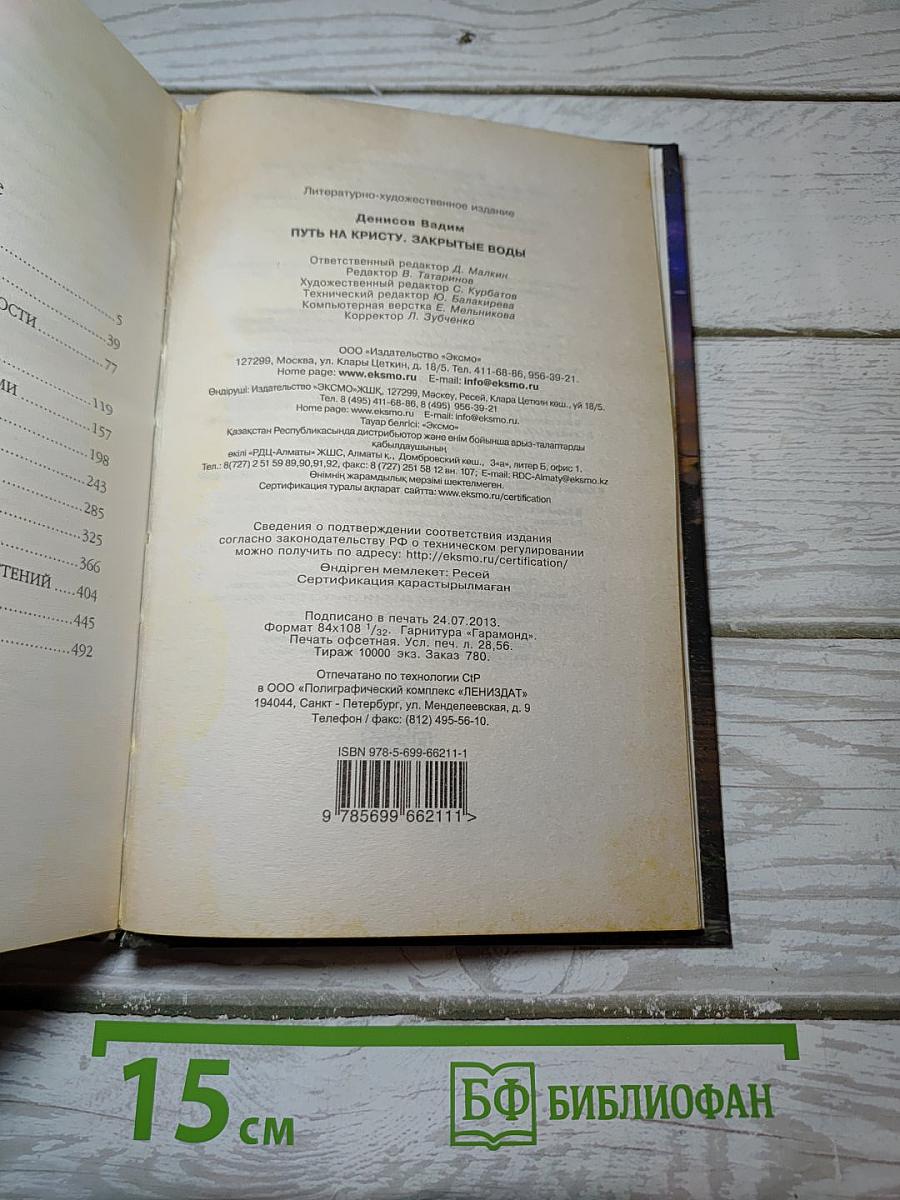 е
5
ОСТИ
39
77
МИ
119
157
198
243
285
325
366
ТЕНИЙ .....404
445
492
Литературно-художественное издание
Денисов Вадим
ПУТЬ НА КРИСТУ. ЗАКРЫТЫЕ ВОДЫ
Ответственный редактор Д. Малкин
Редактор В. Татаринов
Художественный редактор С. Курбатов
Технический редактор Ю. Балакирева
Компьютерная верстка Е. Мельникова
Корректор Л. Зубченко
ООО «Издательство «Эксмо»
127299, Москва, ул. Клары Цеткин, д. 18/5. Тел. 411-68-86, 956-39-21.
Home page: www.eksmo.ru E-mail: info@eksmo.ru
Өндіруші: Издательство «ЭКСМО»ЖШҚ, 127299, Мәскеу, Ресей, Клара Цеткин көш., үй 18/5.
Тел. 8 (495) 411-68-86, 8 (495) 956-39-21
Home page: www.eksmo.ru E-mail: info@eksmo.ru.
Тауар белгісі: «Эксмо»
Қазақстан Республикасында дистрибьютор және өнім бойынша арыз-талаптарды
қабылдаушының
өкілі «РДЦ-Алматы» ЖШС, Алматы қ., Домбровский көш., 3«а», литер Б, офис 1.
Тел.: 8(727) 2 51 59 89,90,91,92, факс: 8 (727) 251 58 12 вн. 107; E-mail: RDC-Almaty@eksmo.kz
Өнімнің жарамдылық мерзімі шектелмеген.
Сертификация туралы ақпарат сайтта: www.eksmo.ru/certification
Сведения о подтверждении соответствия издания
согласно законодательству РФ о техническом регулировании
можно получить по адресу: http://eksmo.ru/certification/
Өндірген мемлекет: Ресей
Сертификация қарастырылмаған
Подписано в печать 24.07.2013.
Формат 84x108 1/32. Гарнитура «Гарамонд».
Печать офсетная. Усл. печ. л. 28,56.
Тираж 10000 экз. Заказ 780.
Отпечатано по технологии CtP
в ООО «Полиграфический комплекс «ЛЕНИЗДАТ»
194044, Санкт - Петербург, ул. Менделеевская, д. 9
Телефон / факс: (812) 495-56-10.
ISBN 978-5-699-66211-1
9 785699 662111 >
15 см
БФ БИБЛИОФАН